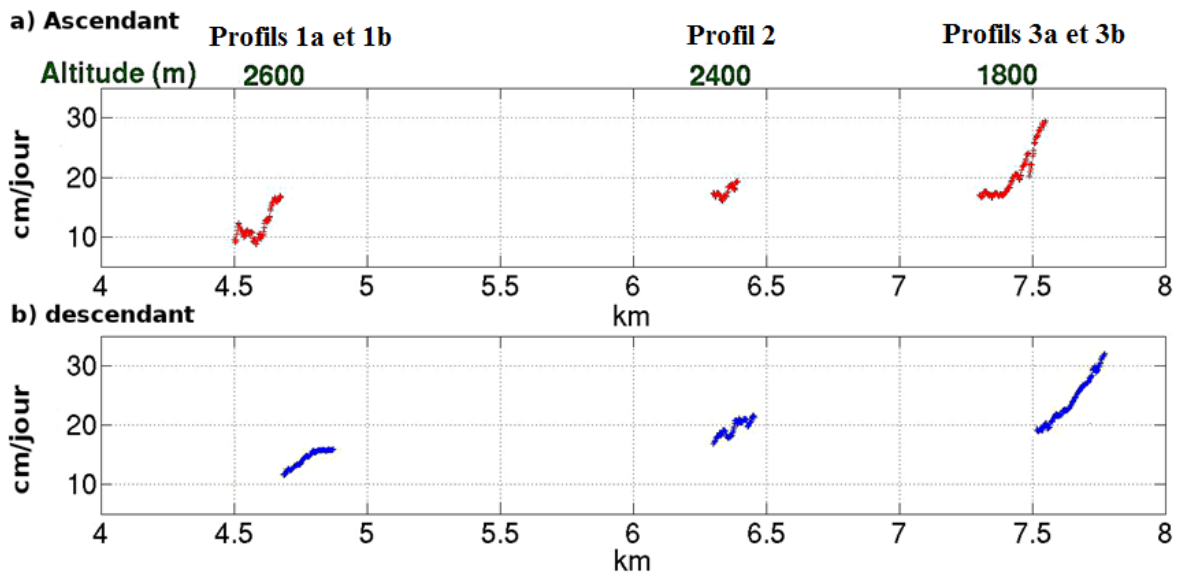 a) Ascendant
Profils 1a et 1b Profil 2 Profils 3a et 3b
Altitude (m) 2600 2400 1800
cm/jour
30
20
10
4 4.5 5 5.5 6 6.5 7 7.5 8
km
b) descendant
cm/jour
30
20
10
4 4.5 5 5.5 6 6.5 7 7.5 8
km